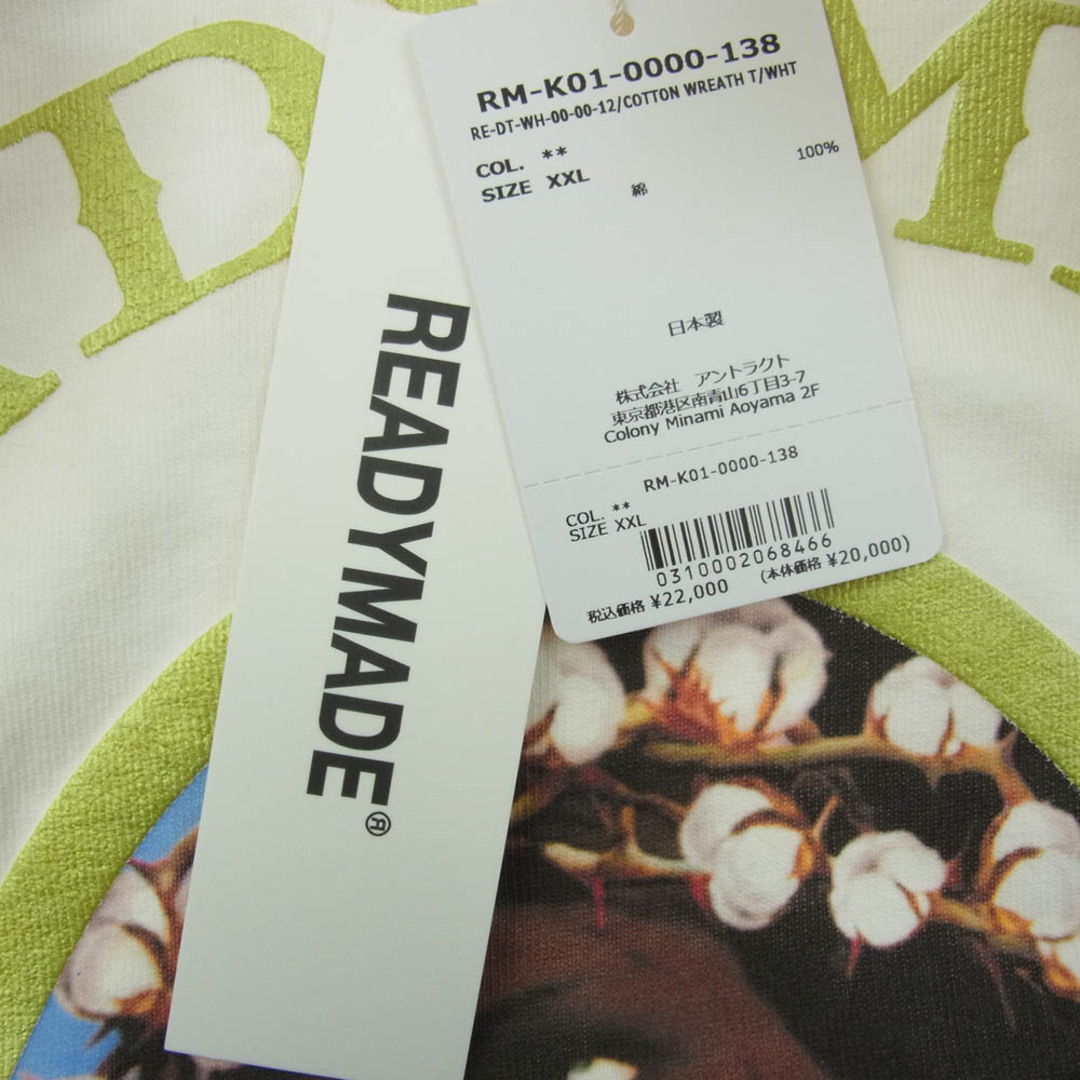 RM-K01-0000-138
RE-DT-WH-00-00-12/COTTON WREATH T/WHT
COL. **
SIZE XXL
綿 100%
日本製
株式会社 アントラクト
東京都港区南青山6丁目3-7
Colony Minami Aoyama 2F
RM-K01-0000-138
COL. **
SIZE XXL
0310002068466
税込価格 ¥22,000 (本体価格 ¥20,000)
READYMADE®
D M